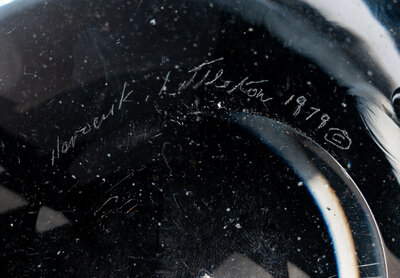 Harvey K. Littleton 1979 ©